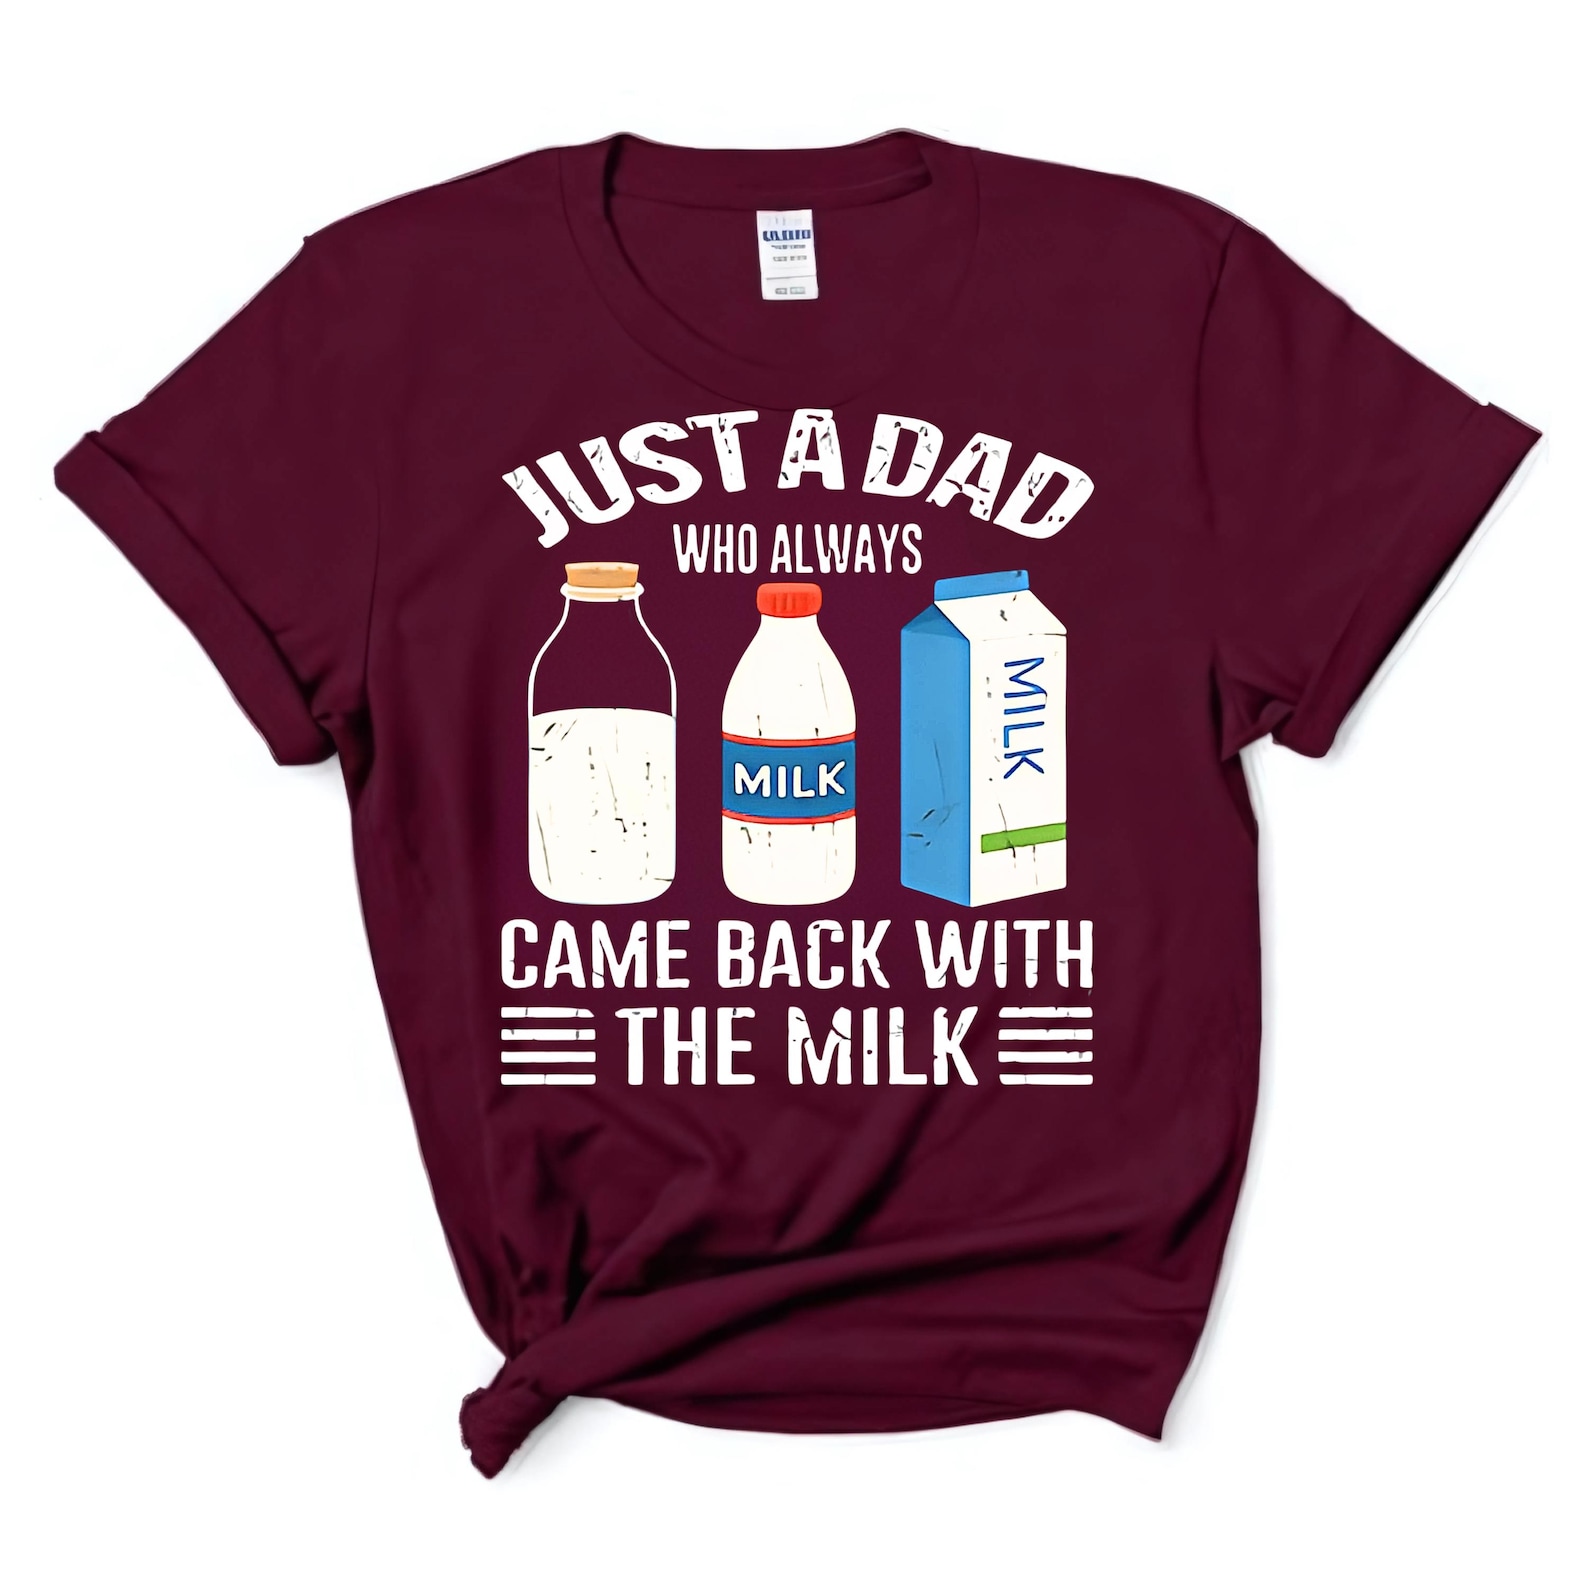 JUST A DAD
WHO ALWAYS
MILK
MILK
CAME BACK WITH
THE MILK